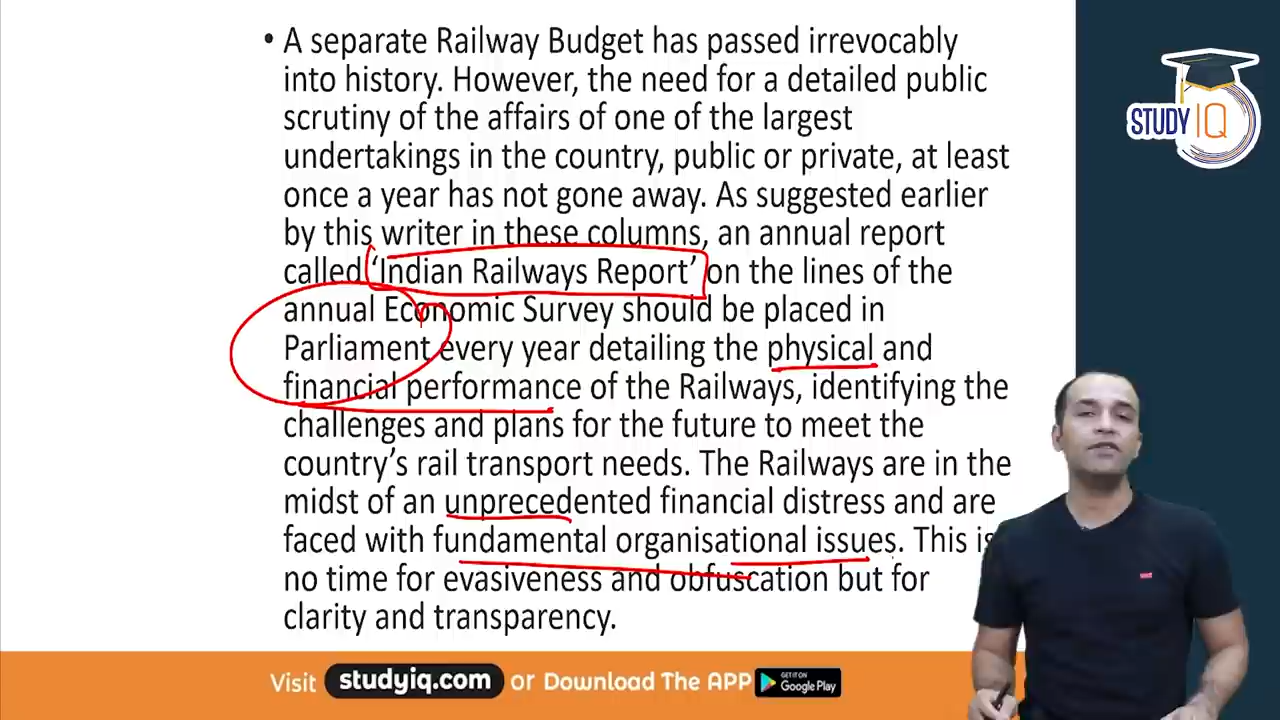 • A separate Railway Budget has passed irrevocably
into history. However, the need for a detailed public
scrutiny of the affairs of one of the largest
undertakings in the country, public or private, at least
once a year has not gone away. As suggested earlier
by this writer in these columns, an annual report
called ‘Indian Railways Report’ on the lines of the
annual Economic Survey should be placed in
Parliament every year detailing the physical and
financial performance of the Railways, identifying the
challenges and plans for the future to meet the
country’s rail transport needs. The Railways are in the
midst of an unprecedented financial distress and are
faced with fundamental organisational issues. This is
no time for evasiveness and obfuscation but for
clarity and transparency.
STUDY IQ
Visit studyiq.com or Download The APP
GET IT ON
Google Play